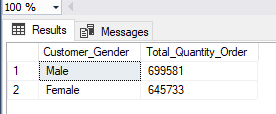 100 %
Results Messages
Customer_Gender Total_Quantity_Order
1 Male 699581
2 Female 645733